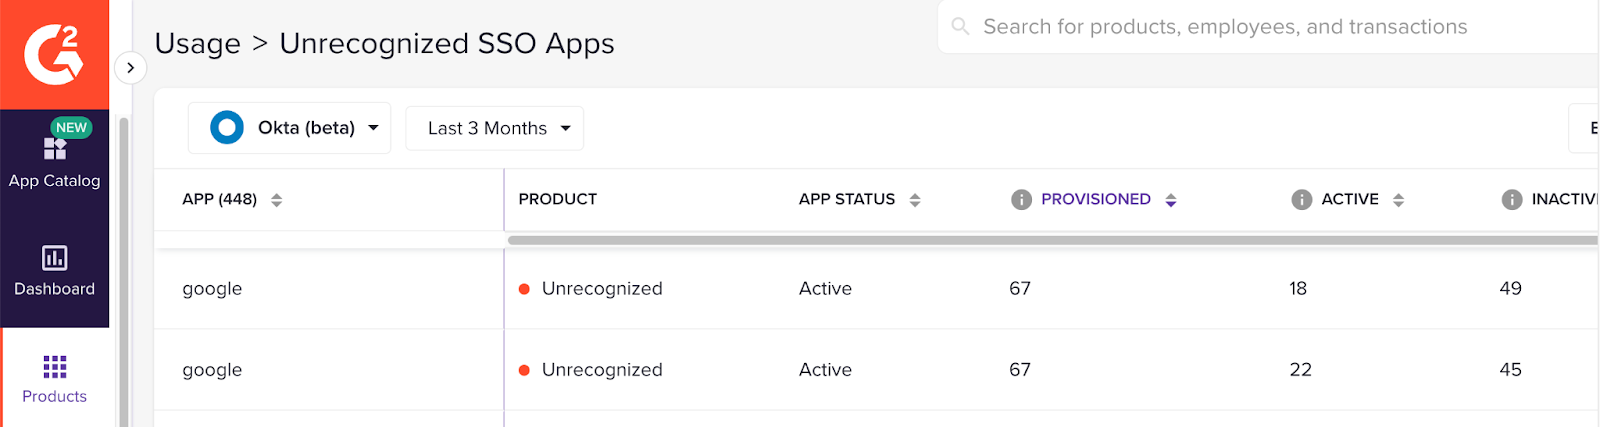 G2
Usage > Unrecognized SSO Apps
Search for products, employees, and transactions
NEW
App Catalog
Dashboard
Products
Okta (beta)
Last 3 Months
APP (448) PRODUCT APP STATUS PROVISIONED ACTIVE INACTIV
google Unrecognized Active 67 18 49
google Unrecognized Active 67 22 45